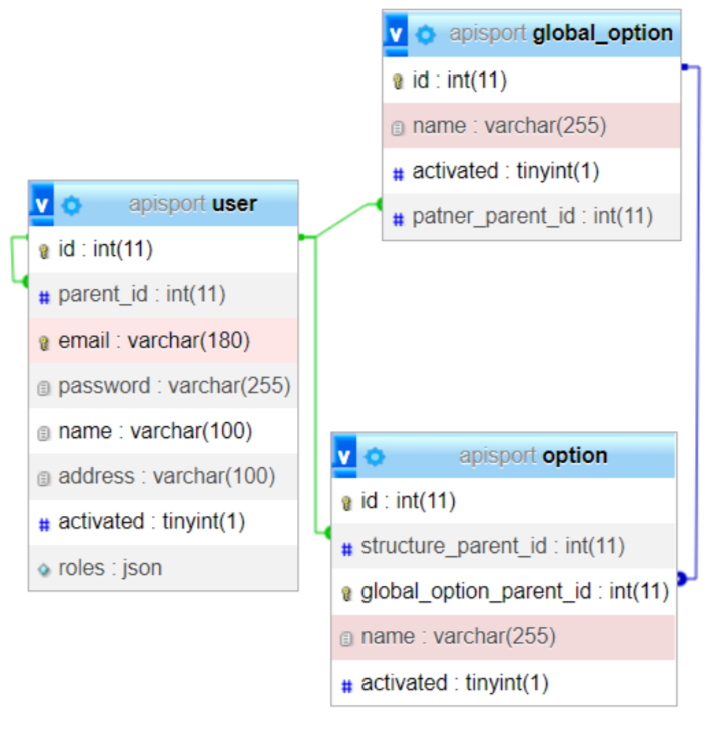 v apisport global_option
id : int(11)
name : varchar(255)
# activated : tinyint(1)
# patner_parent_id : int(11)
v apisport user
id : int(11)
# parent_id : int(11)
email : varchar(180)
password : varchar(255)
name : varchar(100)
address : varchar(100)
# activated : tinyint(1)
roles : json
v apisport option
id : int(11)
# structure_parent_id : int(11)
global_option_parent_id : int(11)
name : varchar(255)
# activated : tinyint(1)